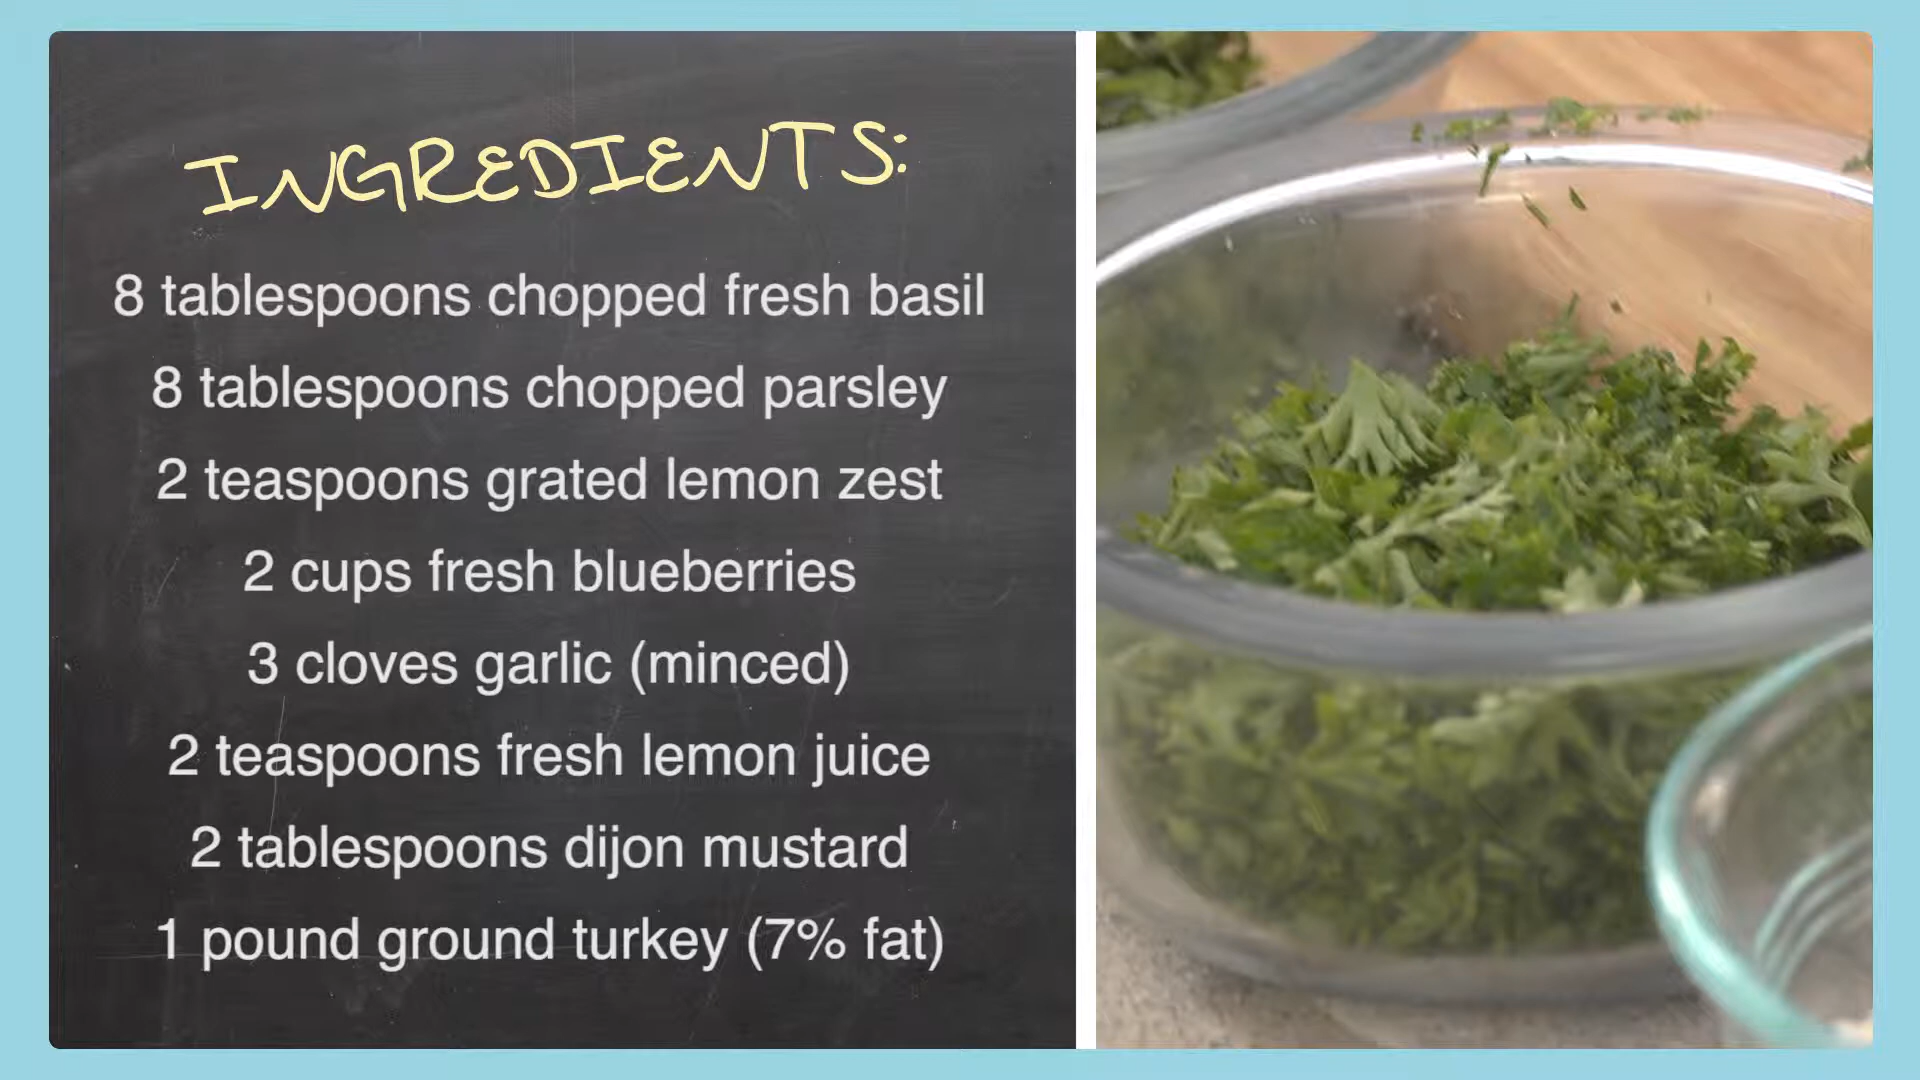 INGREDIENTS:
8 tablespoons chopped fresh basil
8 tablespoons chopped parsley
2 teaspoons grated lemon zest
2 cups fresh blueberries
3 cloves garlic (minced)
2 teaspoons fresh lemon juice
2 tablespoons dijon mustard
1 pound ground turkey (7% fat)